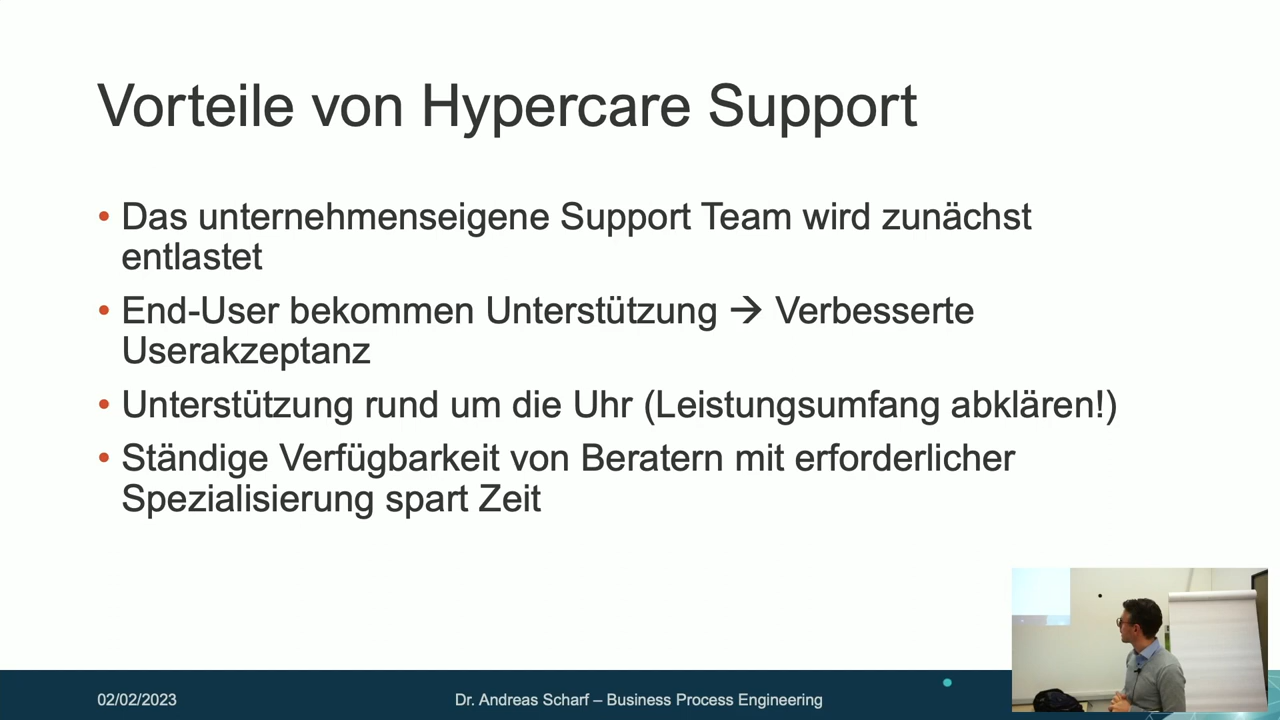 Vorteile von Hypercare Support
• Das unternehmenseigene Support Team wird zunächst
entlastet
• End-User bekommen Unterstützung → Verbesserte
Userakzeptanz
• Unterstützung rund um die Uhr (Leistungsumfang abklären!)
• Ständige Verfügbarkeit von Beratern mit erforderlicher
Spezialisierung spart Zeit
02/02/2023
Dr. Andreas Scharf – Business Process Engineering